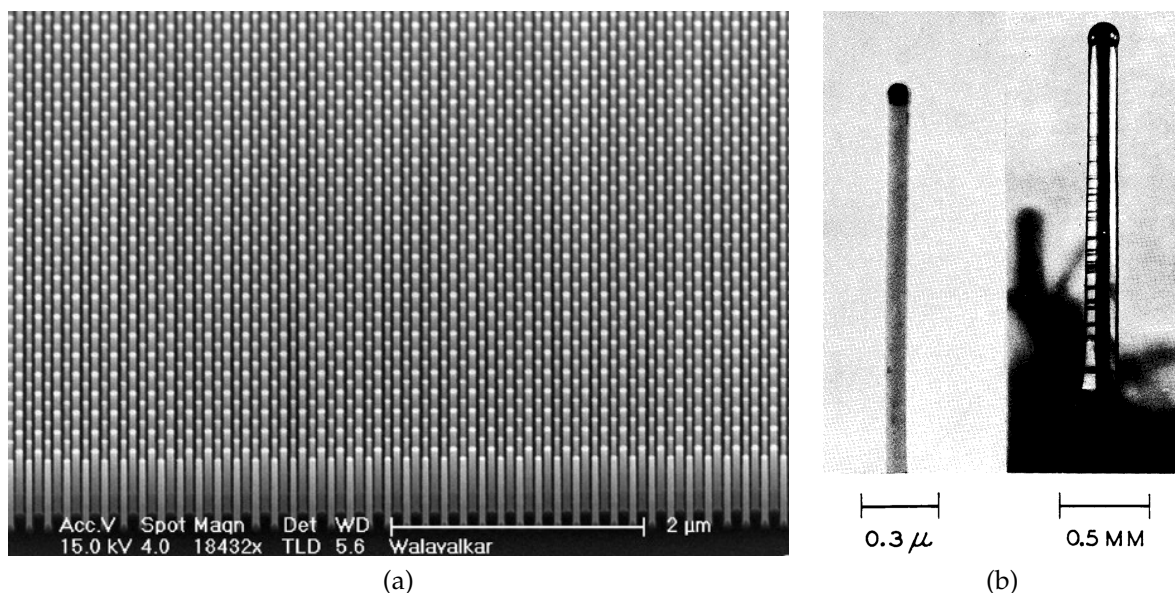 Acc.V Spot Magn Det WD 2 µm
15.0 kV 4.0 18432x TLD 5.6 Walavalkar
0.3 µ 0.5 MM
(a) (b)